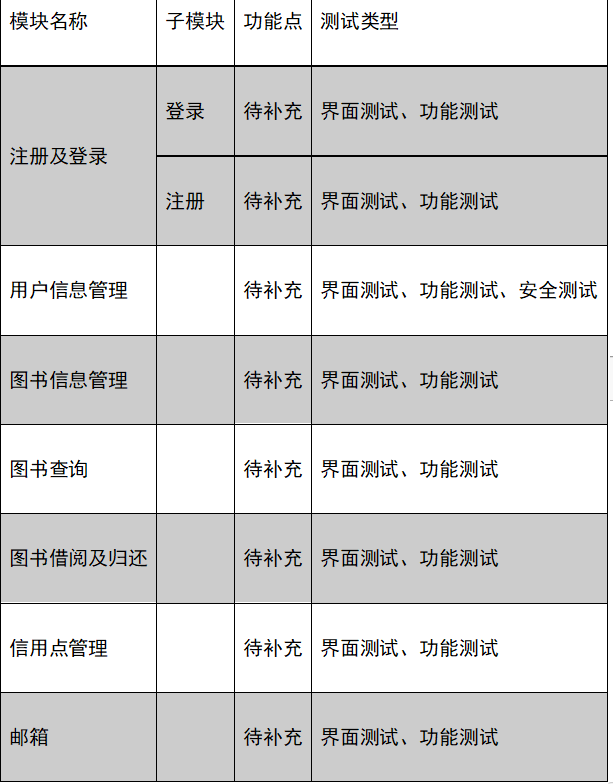 模块名称 子模块 功能点 测试类型
注册及登录 登录 待补充 界面测试、功能测试
注册 待补充 界面测试、功能测试
用户信息管理 待补充 界面测试、功能测试、安全测试
图书信息管理 待补充 界面测试、功能测试
图书查询 待补充 界面测试、功能测试
图书借阅及归还 待补充 界面测试、功能测试
信用点管理 待补充 界面测试、功能测试
邮箱 待补充 界面测试、功能测试